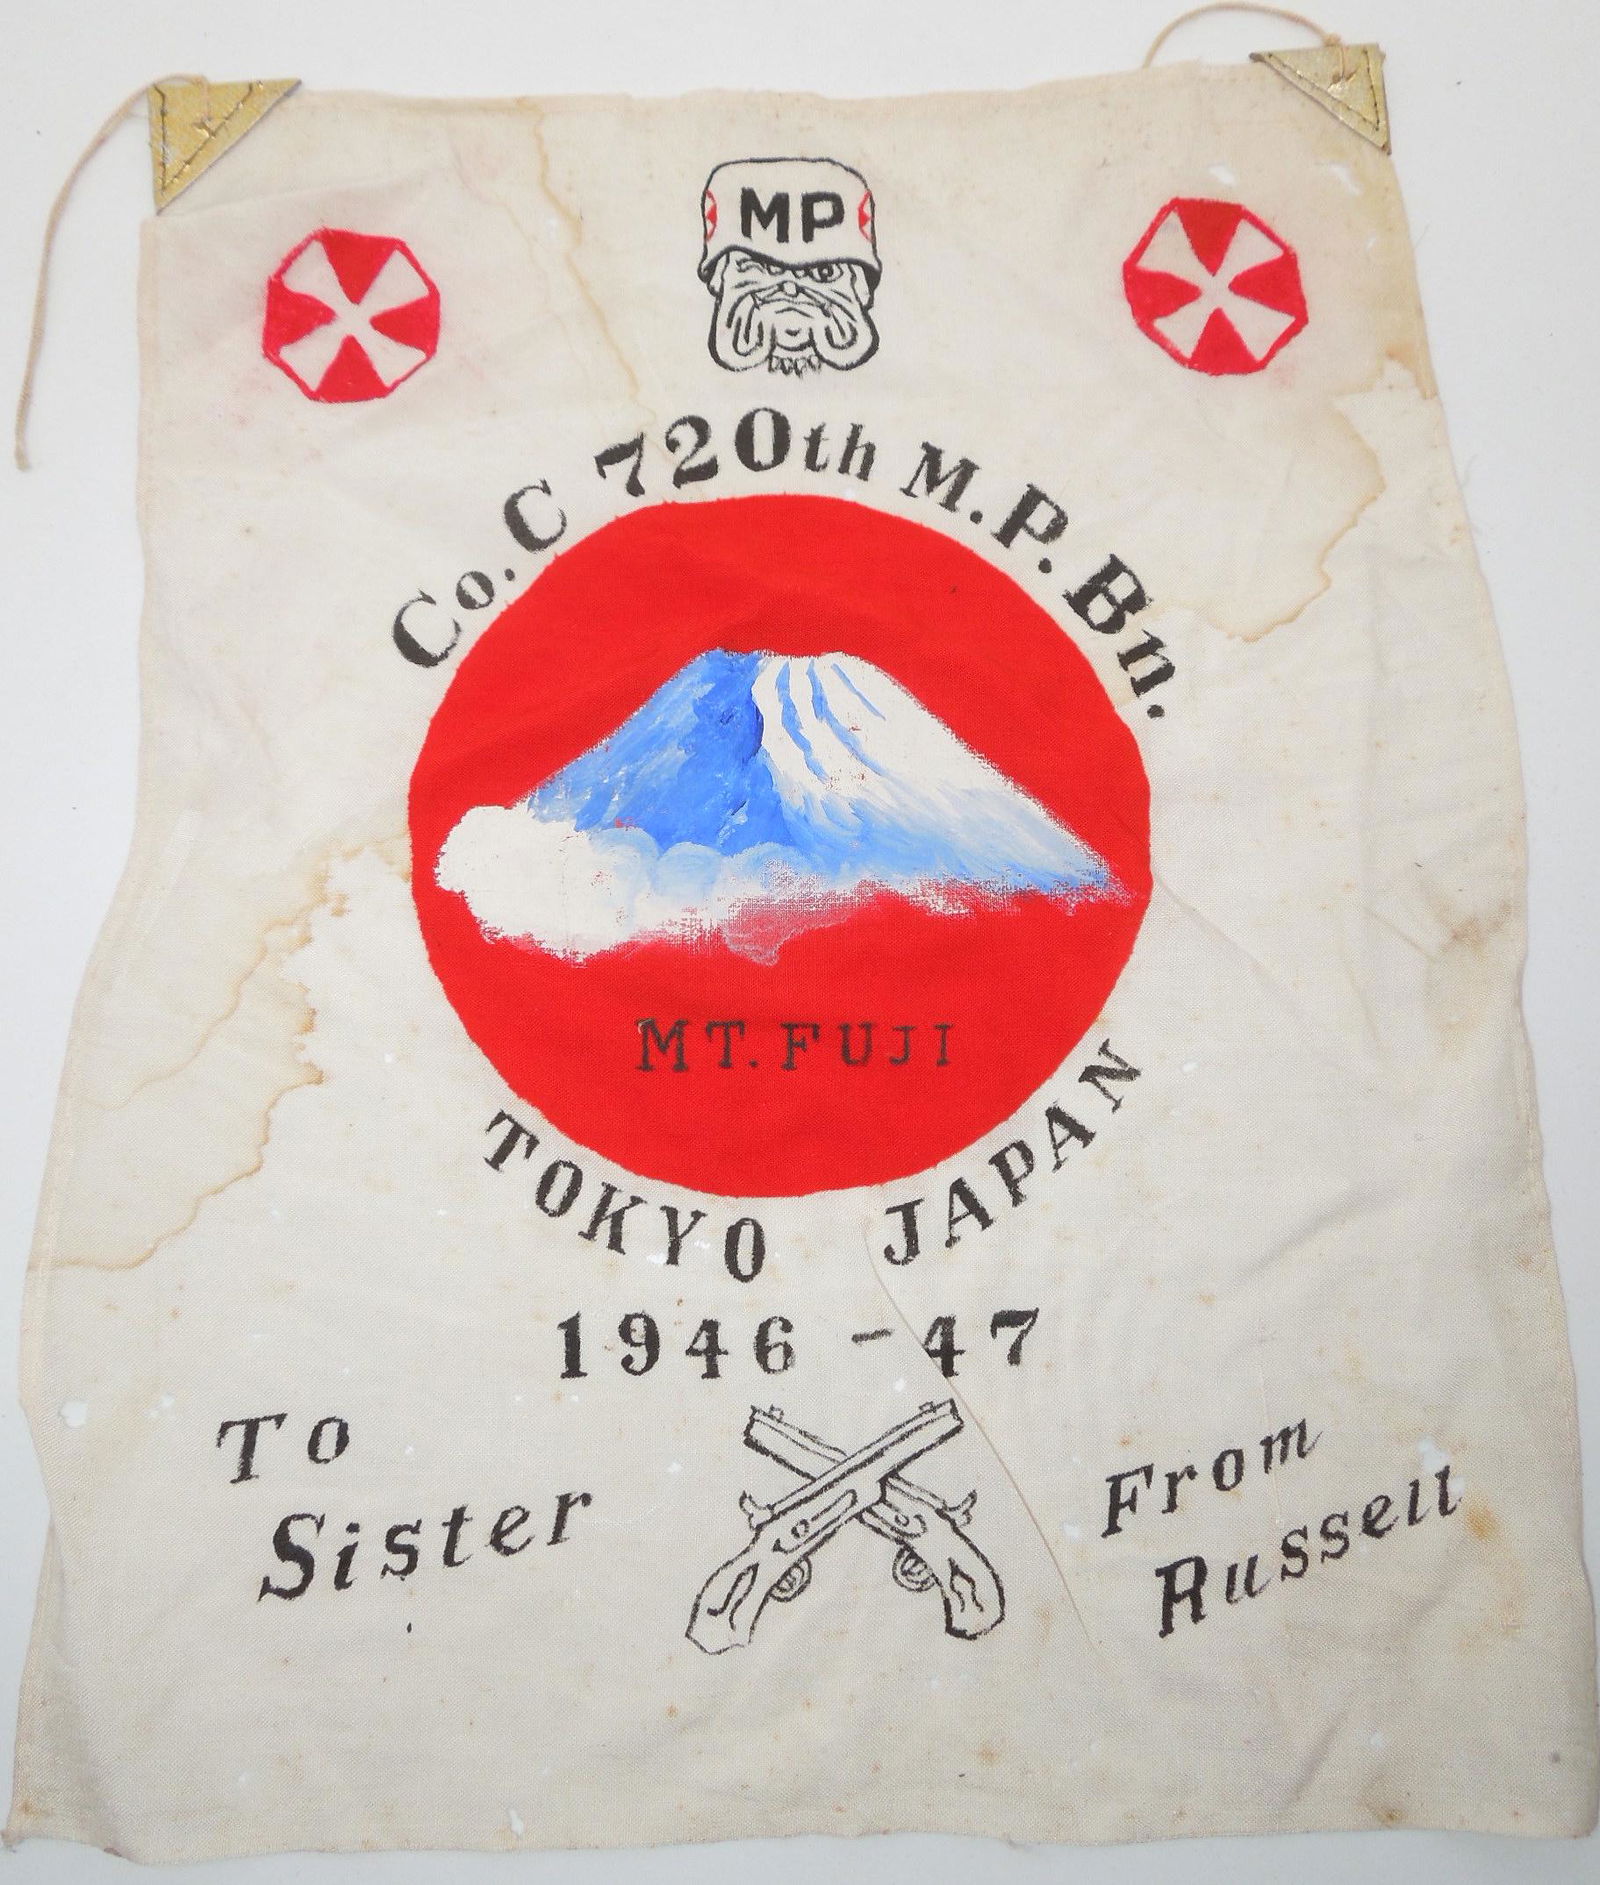 MP
Co. C 720th M.P. Bn.
MT. FUJI
TOKYO JAPAN
1946 - 47
To
Sister
From
Russell